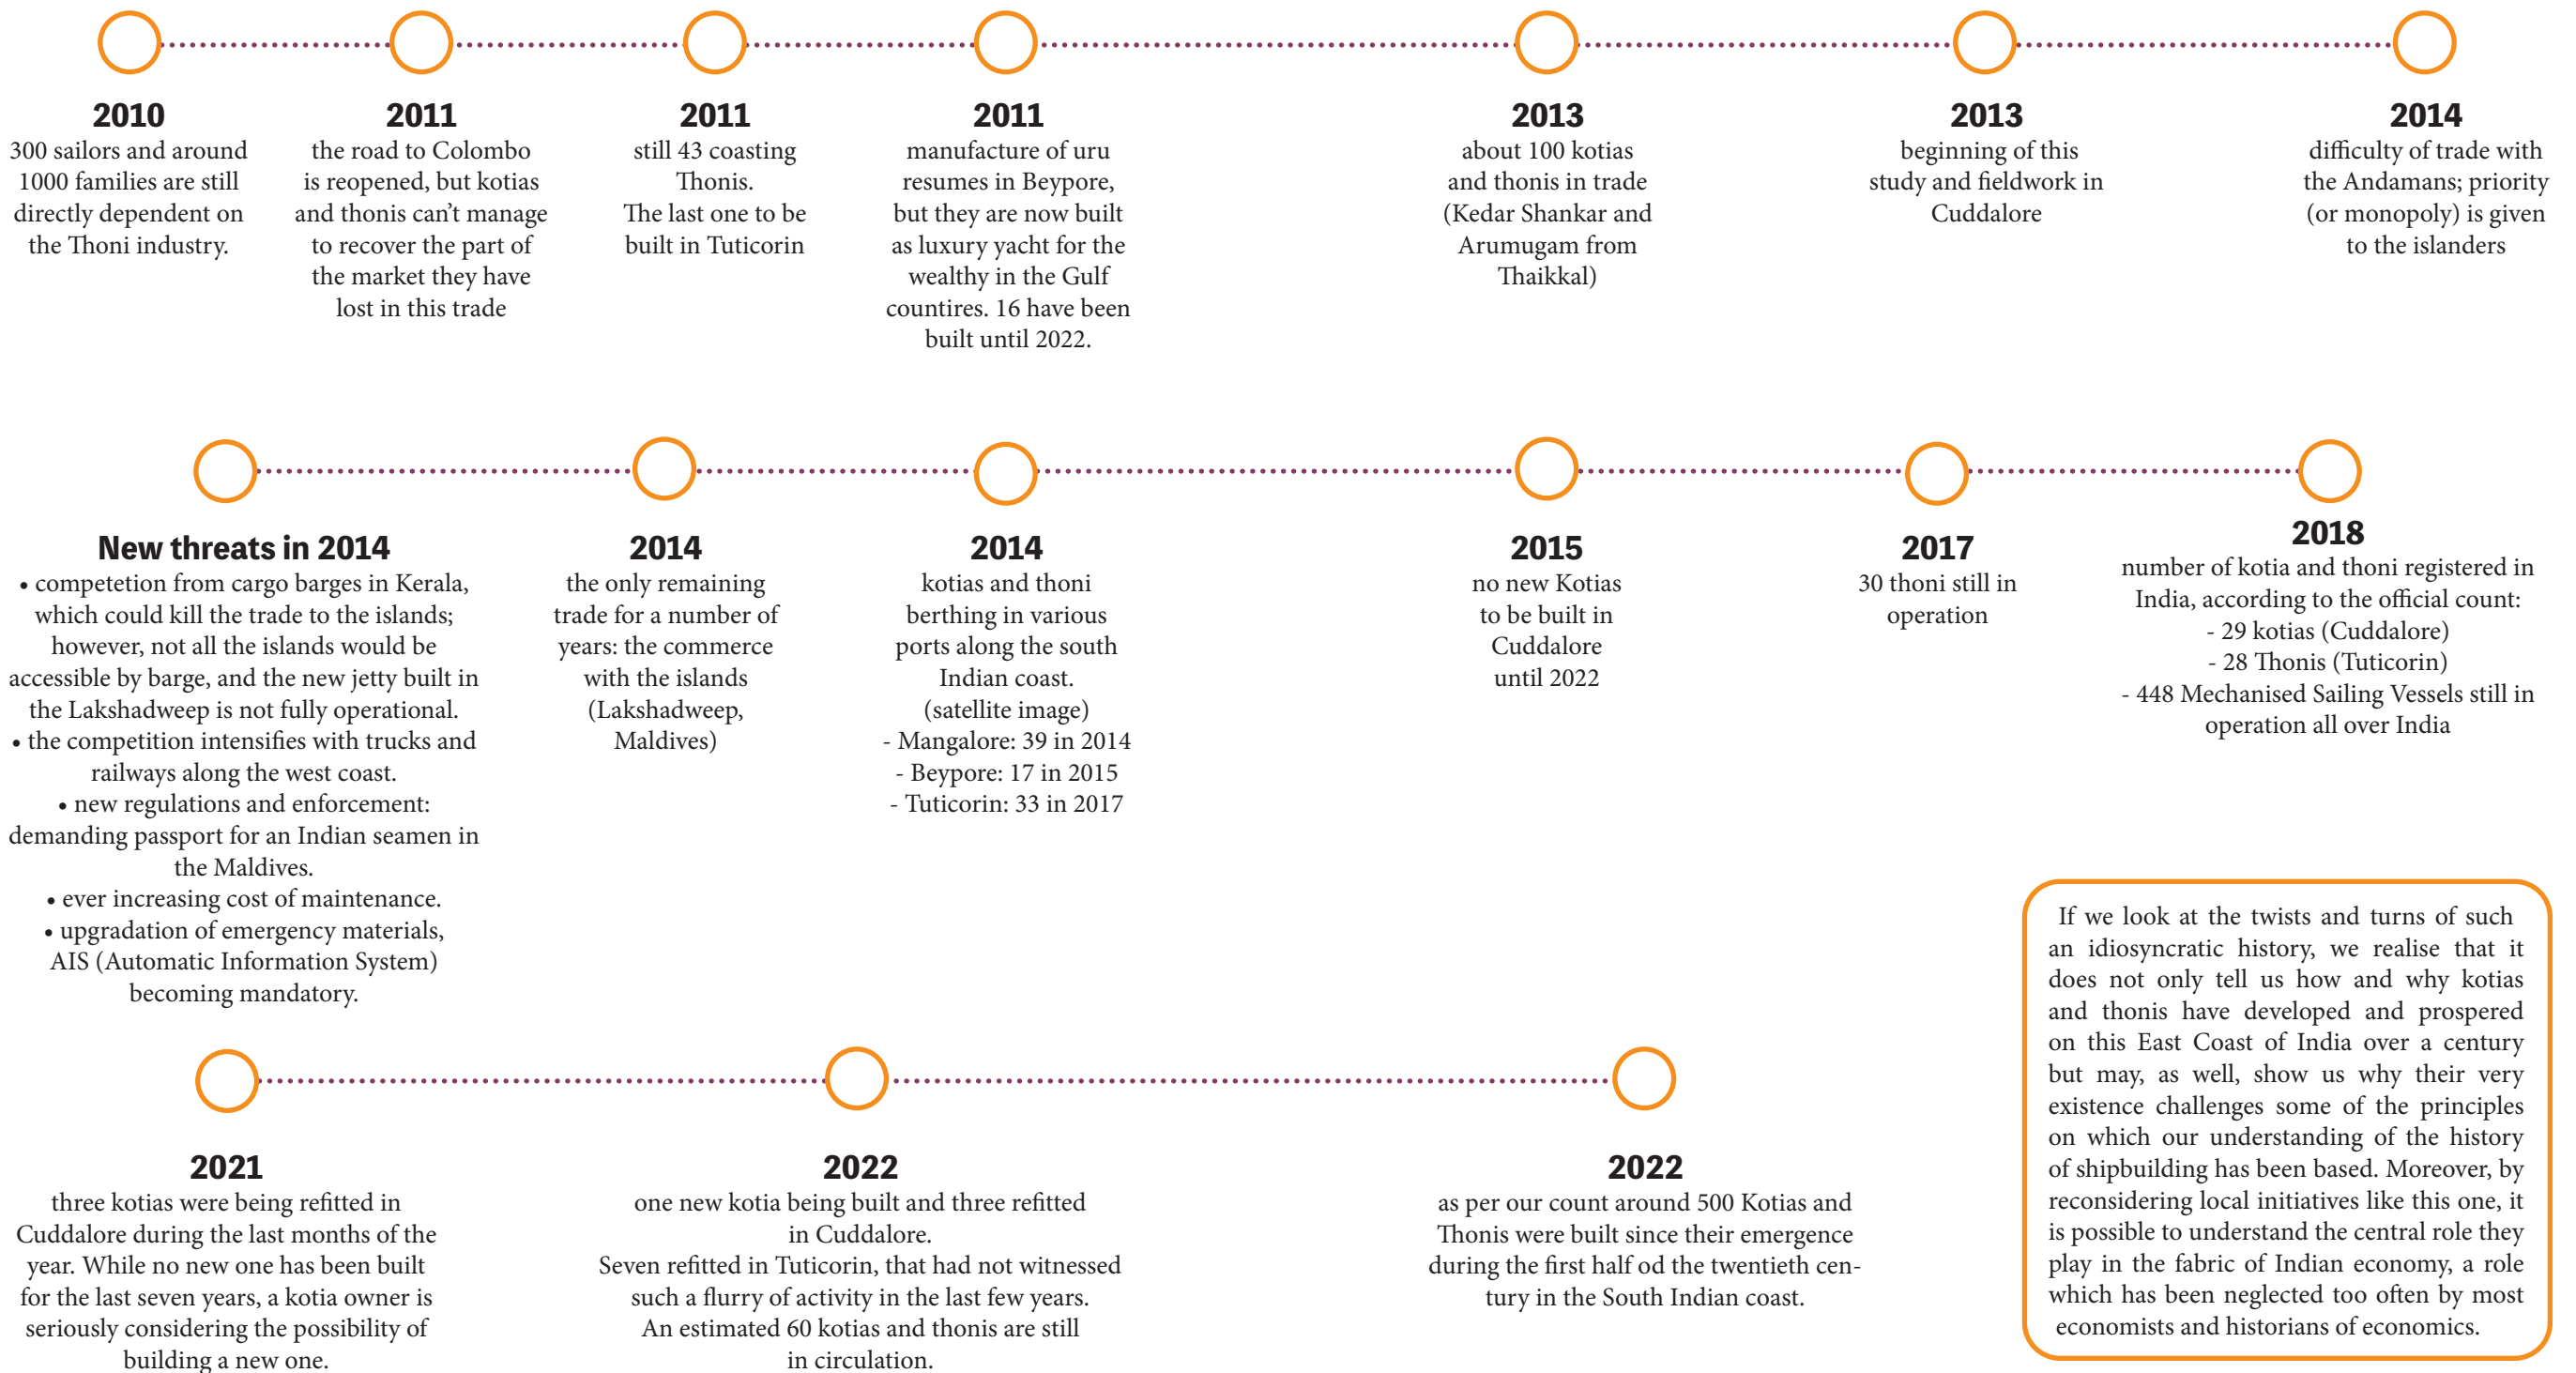 2010
300 sailors and around
1000 families are still
directly dependent on
the Thoni industry.
2011
the road to Colombo
is reopened, but kotias
and thonis can't manage
to recover the part of
the market they have
lost in this trade
2011
still 43 coasting
Thonis.
The last one to be
built in Tuticorin
2011
manufacture of uru
resumes in Beypore,
but they are now built
as luxury yacht for the
wealthy in the Gulf
countires. 16 have been
built until 2022.
2013
about 100 kotias
and thonis in trade
(Kedar Shankar and
Arumugam from
Thaikkal)
2013
beginning of this
study and fieldwork in
Cuddalore
2014
difficulty of trade with
the Andamans; priority
(or monopoly) is given
to the islanders
New threats in 2014
• competetion from cargo barges in Kerala,
which could kill the trade to the islands;
however, not all the islands would be
accessible by barge, and the new jetty built in
the Lakshadweep is not fully operational.
• the competition intensifies with trucks and
railways along the west coast.
• new regulations and enforcement:
demanding passport for an Indian seamen in
the Maldives.
• ever increasing cost of maintenance.
• upgradation of emergency materials,
AIS (Automatic Information System)
becoming mandatory.
2014
the only remaining
trade for a number of
years: the commerce
with the islands
(Lakshadweep,
Maldives)
2014
kotias and thoni
berthing in various
ports along the south
Indian coast.
(satellite image)
- Mangalore: 39 in 2014
- Beypore: 17 in 2015
- Tuticorin: 33 in 2017
2015
no new Kotias
to be built in
Cuddalore
until 2022
2017
30 thoni still in
operation
2018
number of kotia and thoni registered in
India, according to the official count:
- 29 kotias (Cuddalore)
- 28 Thonis (Tuticorin)
- 448 Mechanised Sailing Vessels still in
operation all over India
2021
three kotias were being refitted in
Cuddalore during the last months of the
year. While no new one has been built
for the last seven years, a kotia owner is
seriously considering the possibility of
building a new one.
2022
one new kotia being built and three refitted
in Cuddalore.
Seven refitted in Tuticorin, that had not witnessed
such a flurry of activity in the last few years.
An estimated 60 kotias and thonis are still
in circulation.
2022
as per our count around 500 Kotias and
Thonis were built since their emergence
during the first half od the twentieth cen-
tury in the South Indian coast.
If we look at the twists and turns of such
an idiosyncratic history, we realise that it
does not only tell us how and why kotias
and thonis have developed and prospered
on this East Coast of India over a century
but may, as well, show us why their very
existence challenges some of the principles
on which our understanding of the history
of shipbuilding has been based. Moreover, by
reconsidering local initiatives like this one, it
is possible to understand the central role they
play in the fabric of Indian economy, a role
which has been neglected too often by most
economists and historians of economics.